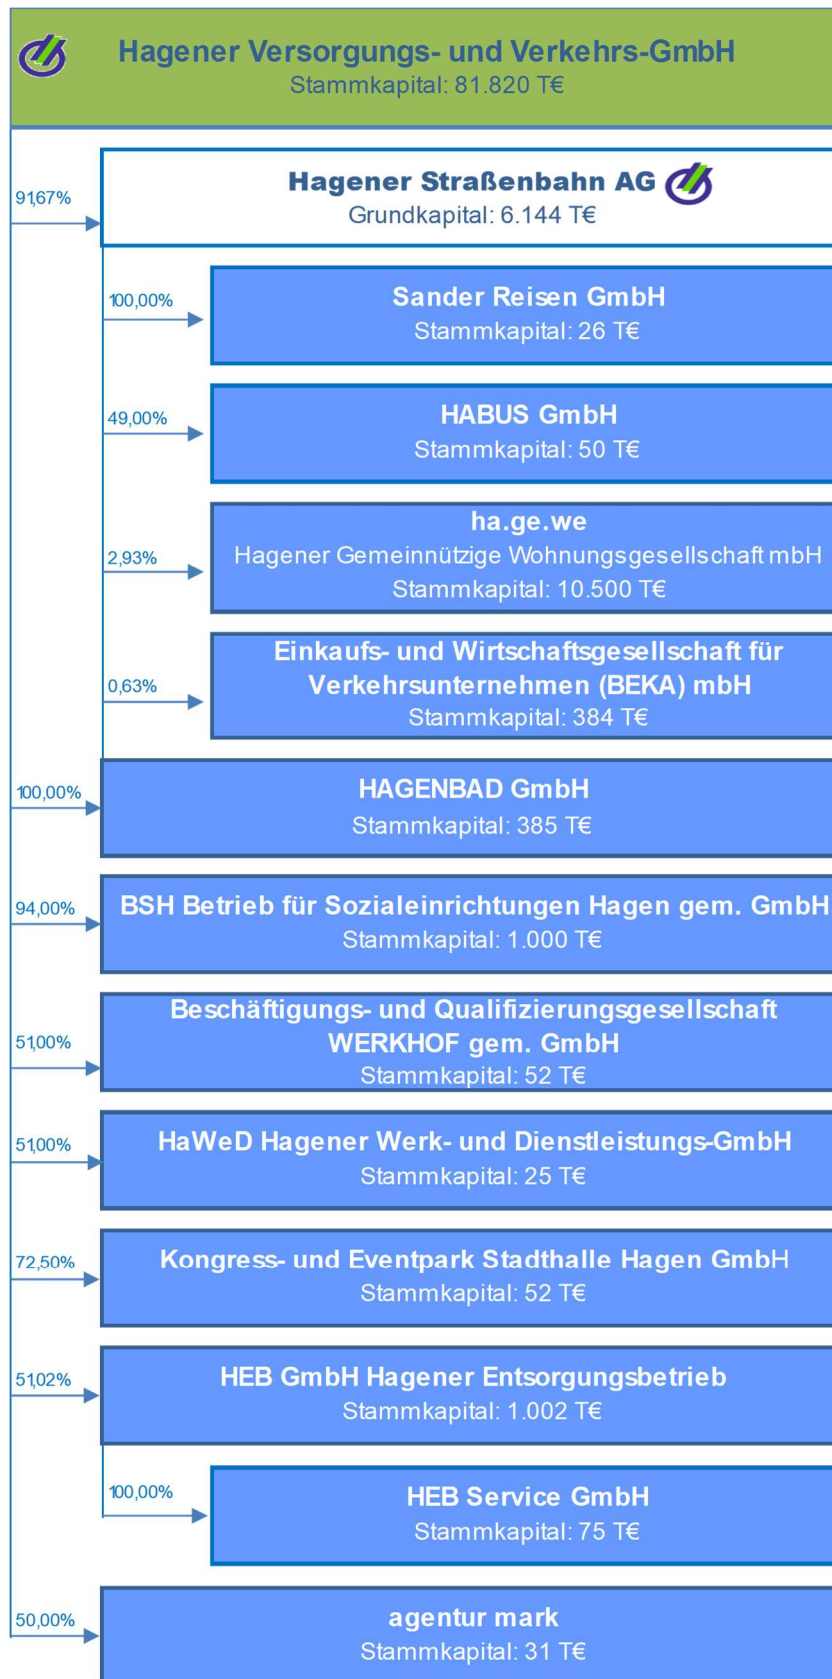 Hagener Versorgungs- und Verkehrs-GmbH
Stammkapital: 81.820 T€
91,67%
Hagener Straßenbahn AG
Grundkapital: 6.144 T€
100,00%
Sander Reisen GmbH
Stammkapital: 26 T€
49,00%
HABUS GmbH
Stammkapital: 50 T€
2,93%
ha.ge.we
Hagener Gemeinnützige Wohnungsgesellschaft mbH
Stammkapital: 10.500 T€
0,63%
Einkaufs- und Wirtschaftsgesellschaft für
Verkehrsunternehmen (BEKA) mbH
Stammkapital: 384 T€
100,00%
HAGENBAD GmbH
Stammkapital: 385 T€
94,00%
BSH Betrieb für Sozialeinrichtungen Hagen gem. GmbH
Stammkapital: 1.000 T€
51,00%
Beschäftigungs- und Qualifizierungsgesellschaft
WERKHOF gem. GmbH
Stammkapital: 52 T€
51,00%
HaWeD Hagener Werk- und Dienstleistungs-GmbH
Stammkapital: 25 T€
72,50%
Kongress- und Eventpark Stadthalle Hagen GmbH
Stammkapital: 52 T€
51,02%
HEB GmbH Hagener Entsorgungsbetrieb
Stammkapital: 1.002 T€
100,00%
HEB Service GmbH
Stammkapital: 75 T€
50,00%
agentur mark
Stammkapital: 31 T€